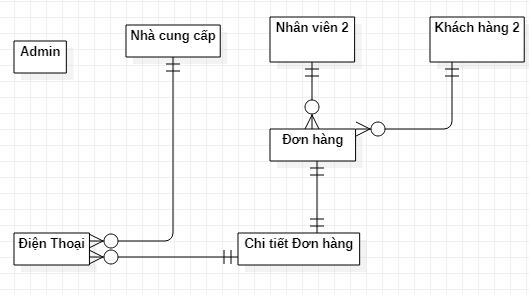 Admin
Nhà cung cấp
Nhân viên 2
Khách hàng 2
Đơn hàng
Điện Thoại
Chi tiết Đơn hàng